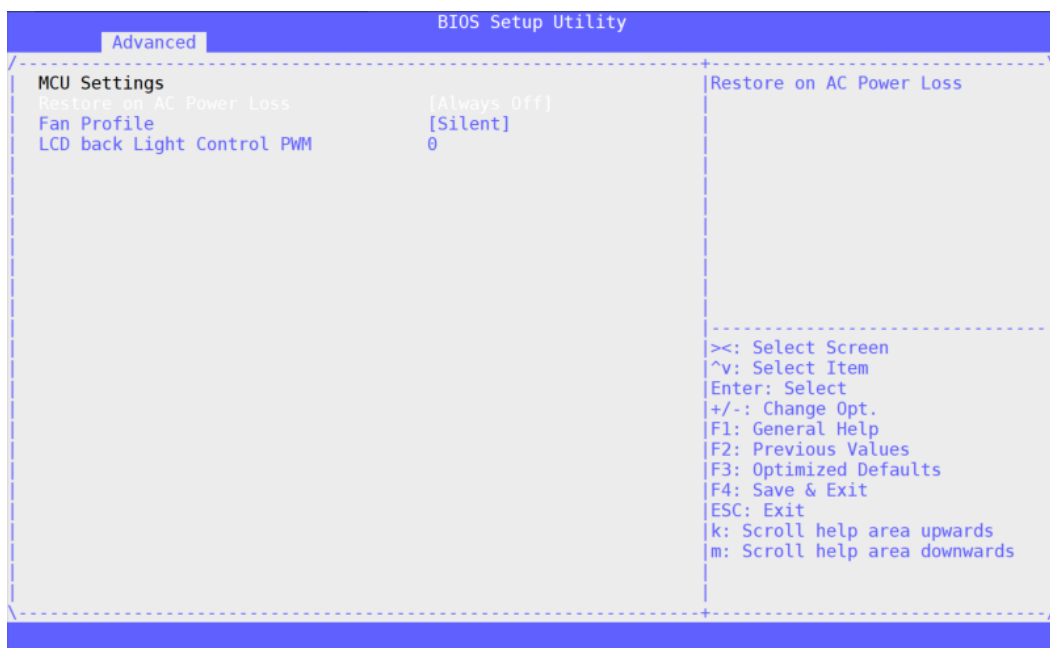 BIOS Setup Utility
Advanced
MCU Settings
Restore on AC Power Loss [Always Off]
Fan Profile [Silent]
LCD back Light Control PWM 0
Restore on AC Power Loss
><: Select Screen
^v: Select Item
Enter: Select
+/-: Change Opt.
F1: General Help
F2: Previous Values
F3: Optimized Defaults
F4: Save & Exit
ESC: Exit
k: Scroll help area upwards
m: Scroll help area downwards